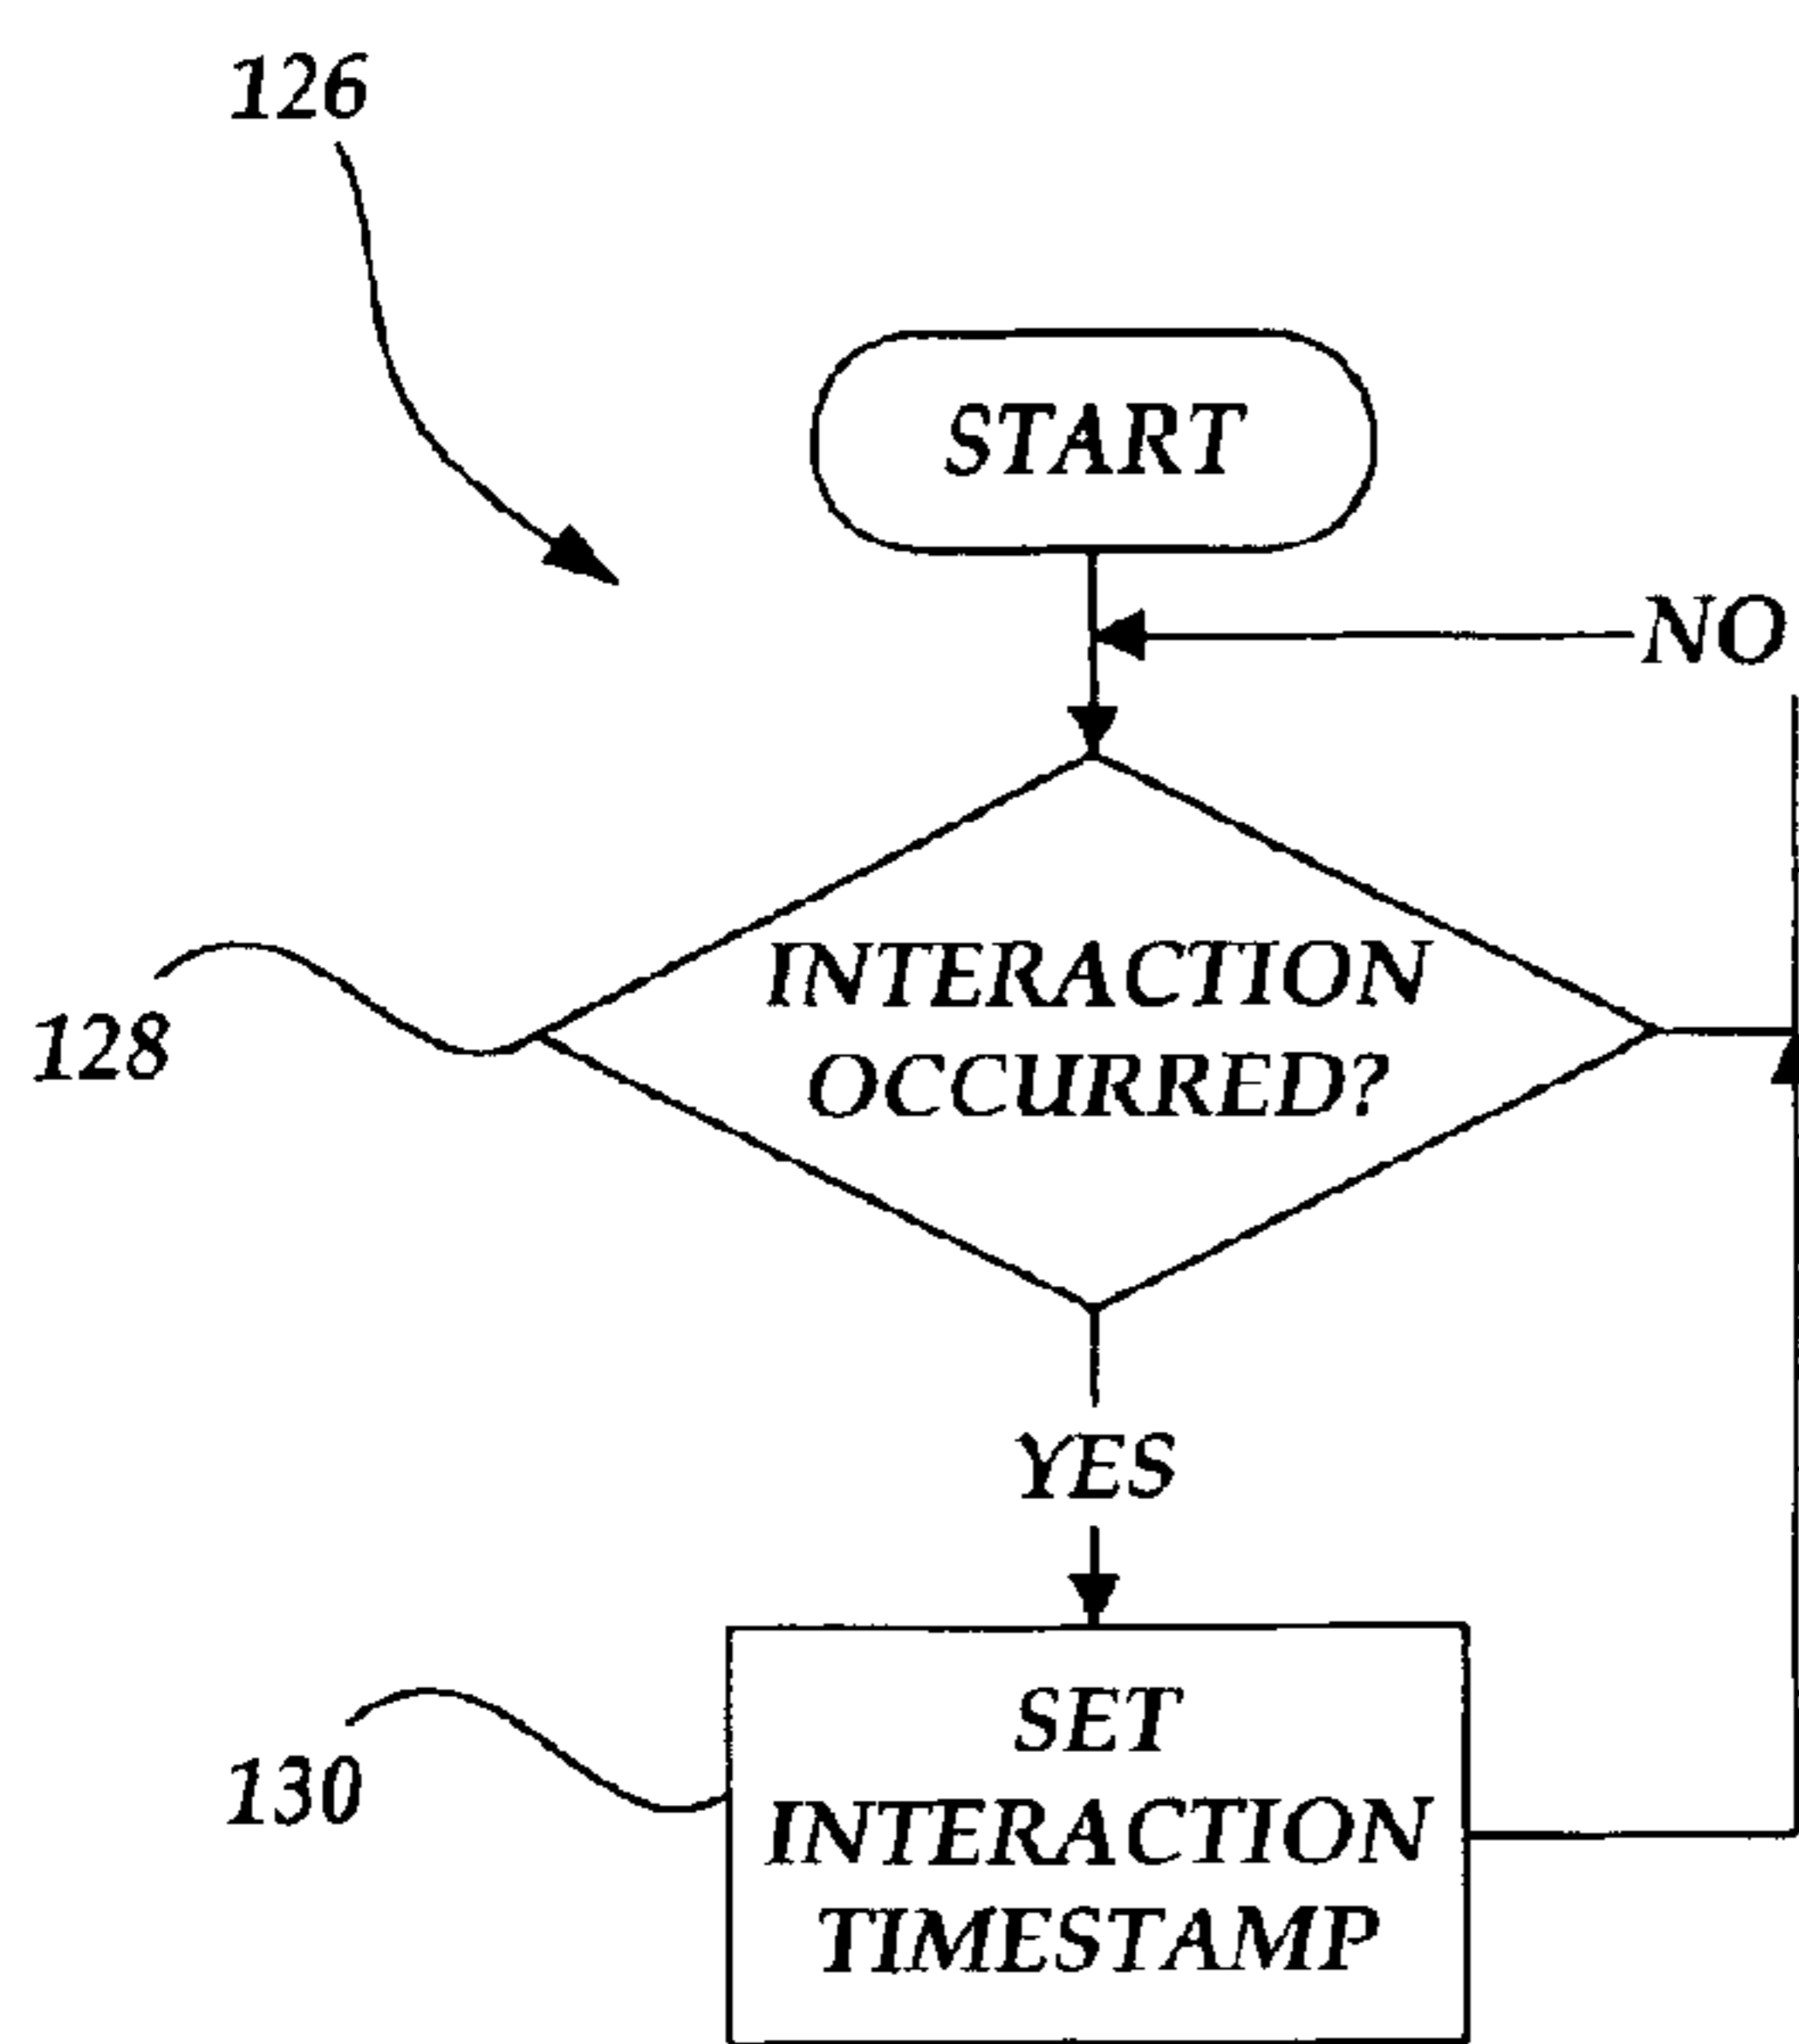 126
START
NO
INTERACTION
OCCURRED?
128
YES
SET
130
INTERACTION
TIMESTAMP